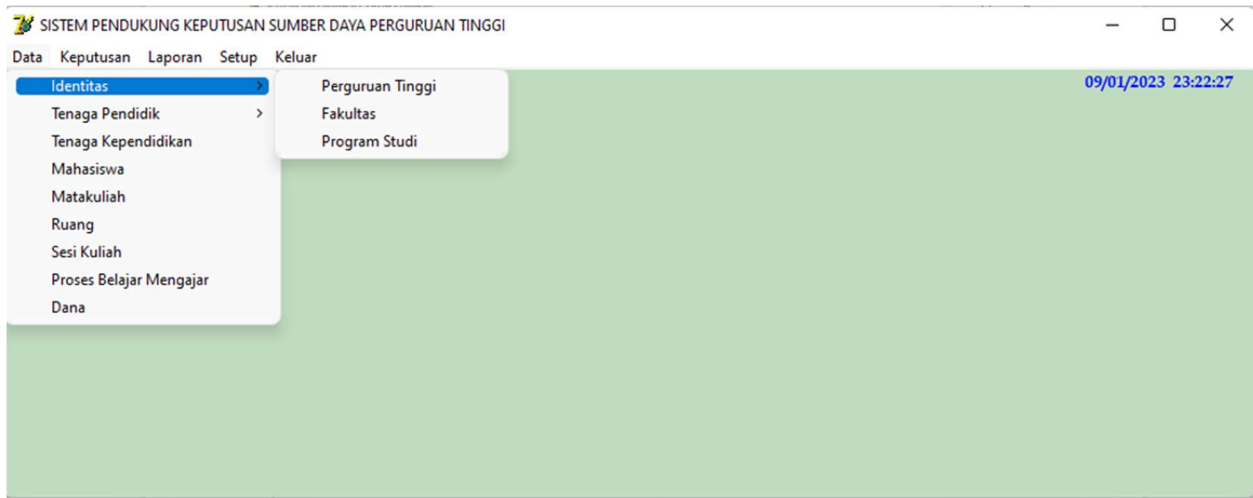 SISTEM PENDUKUNG KEPUTUSAN SUMBER DAYA PERGURUAN TINGGI
Data Keputusan Laporan Setup Keluar
09/01/2023 23:22:27
Identitas
Tenaga Pendidik
Tenaga Kependidikan
Mahasiswa
Matakuliah
Ruang
Sesi Kuliah
Proses Belajar Mengajar
Dana
Perguruan Tinggi
Fakultas
Program Studi